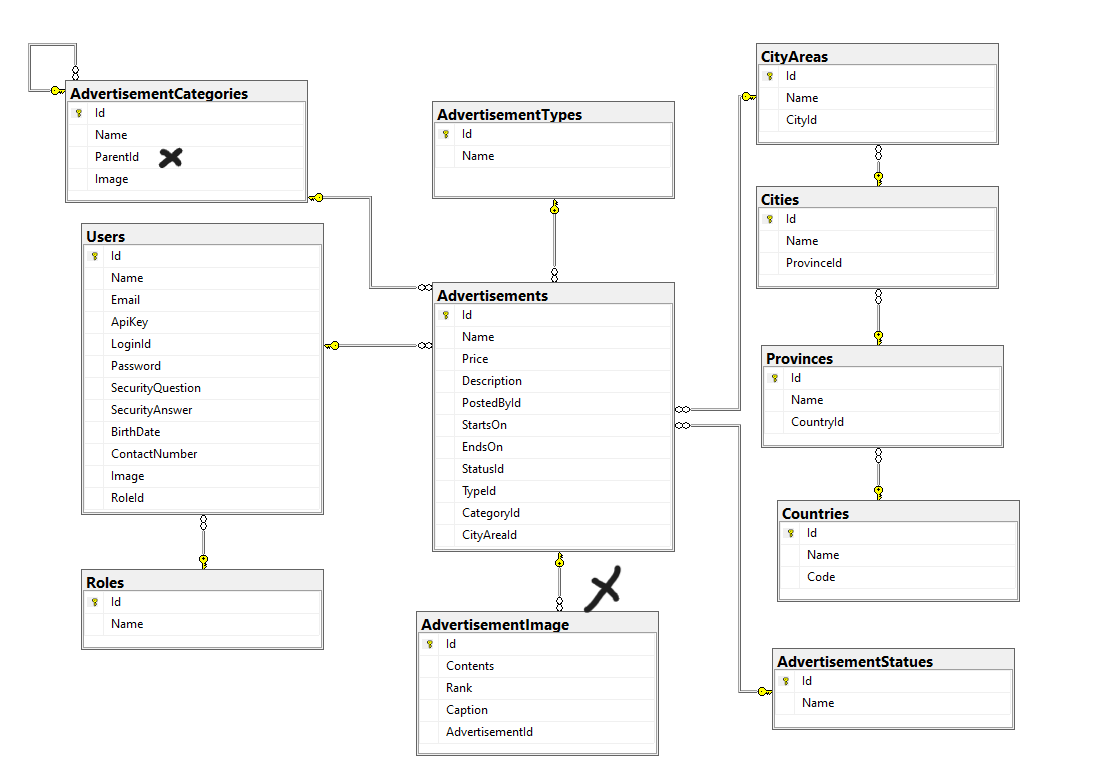 AdvertisementCategories
Id
Name
ParentId
Image
Users
Id
Name
Email
ApiKey
LoginId
Password
SecurityQuestion
SecurityAnswer
BirthDate
ContactNumber
Image
RoleId
Roles
Id
Name
AdvertisementTypes
Id
Name
Advertisements
Id
Name
Price
Description
PostedById
StartsOn
EndsOn
StatusId
TypeId
CategoryId
CityAreaId
AdvertisementImage
Id
Contents
Rank
Caption
AdvertisementId
CityAreas
Id
Name
CityId
Cities
Id
Name
ProvinceId
Provinces
Id
Name
CountryId
Countries
Id
Name
Code
AdvertisementStatues
Id
Name